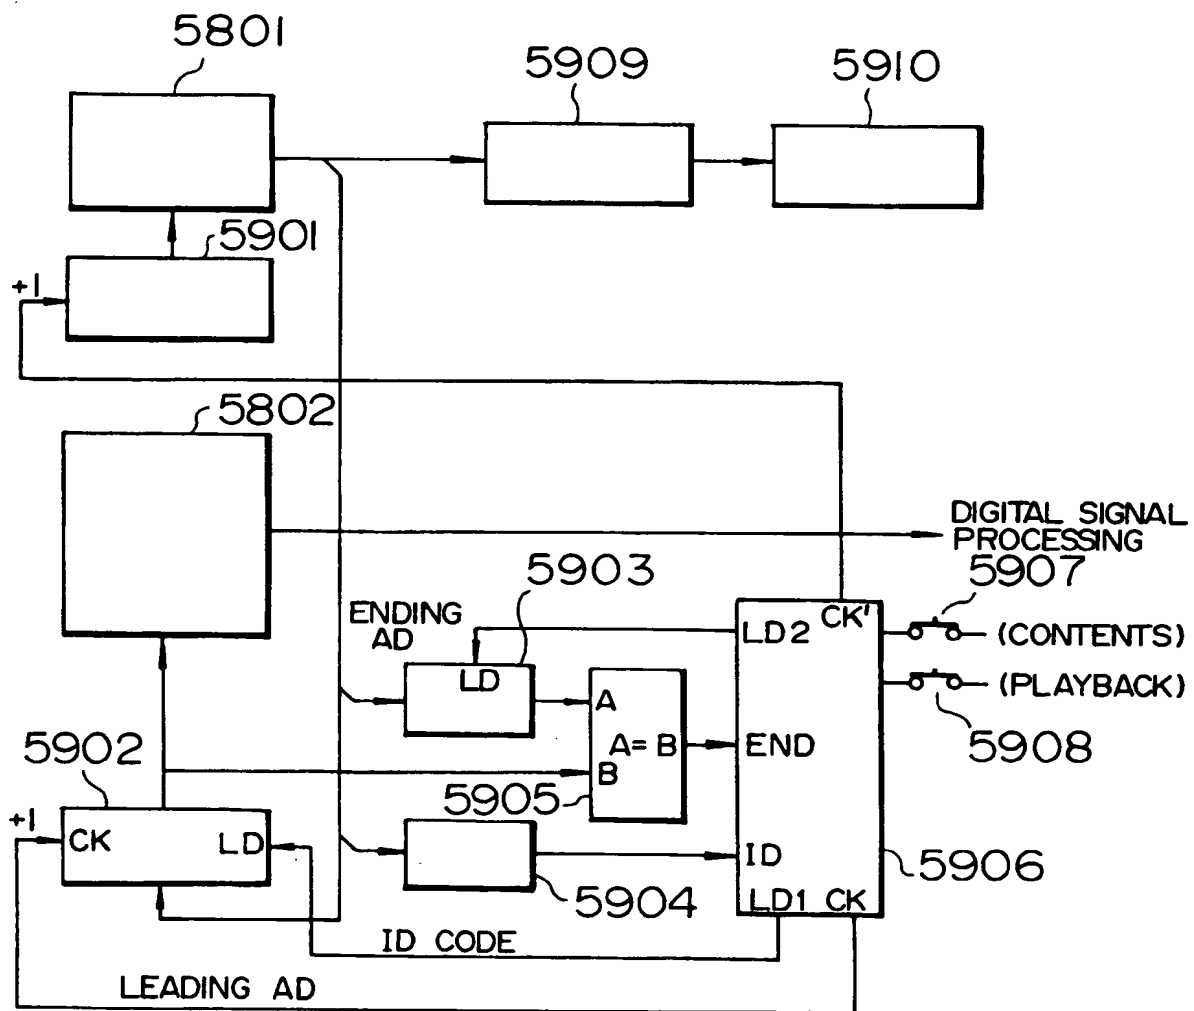 5801
5909
5910
5901
+1
5802
DIGITAL SIGNAL
PROCESSING
5907
5903
ENDING
AD
LD2
CK'
(CONTENTS)
LD
(PLAYBACK)
A
A=B
END
5908
B
5902
5905
+1
CK
LD
ID
5906
5904
LD1
CK
ID CODE
LEADING AD